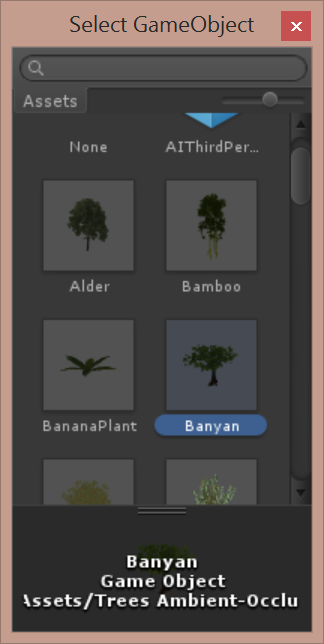 Select GameObject
Assets
None
AIThirdPer...
Alder
Bamboo
BananaPlant
Banyan
Banyan
Game Object
Assets/Trees Ambient-Occlu